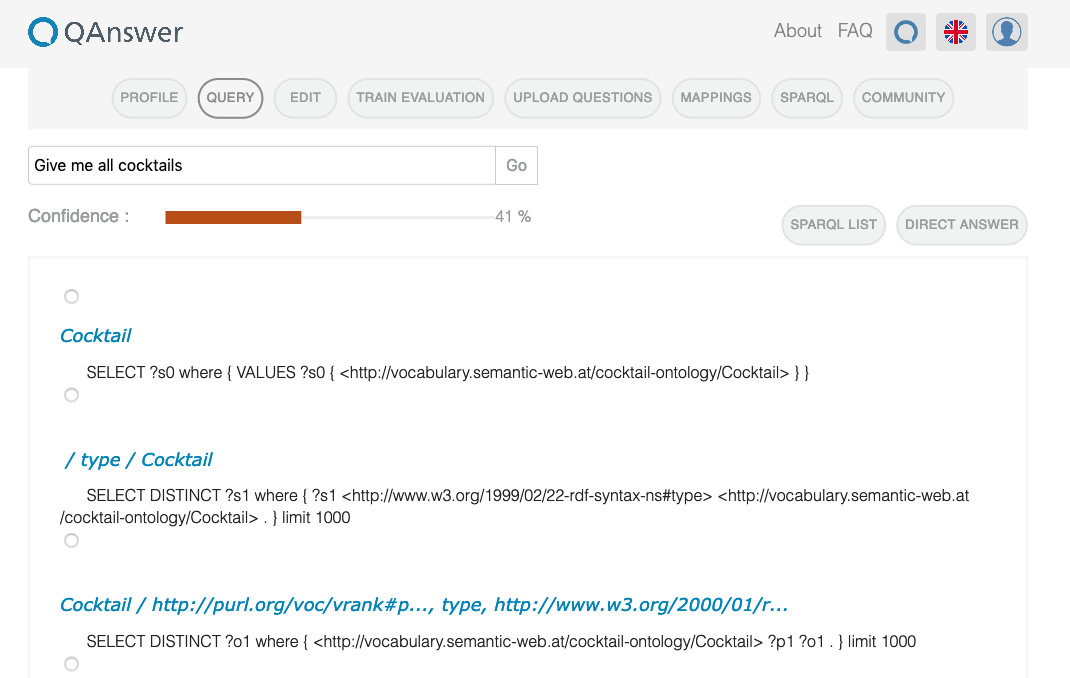 QAnswer
About FAQ
PROFILE QUERY EDIT TRAIN EVALUATION UPLOAD QUESTIONS MAPPINGS SPARQL COMMUNITY
Give me all cocktails Go
Confidence : 41 %
SPARQL LIST DIRECT ANSWER
Cocktail
SELECT ?s0 where { VALUES ?s0 { <http://vocabulary.semantic-web.at/cocktail-ontology/Cocktail> } }
/ type / Cocktail
SELECT DISTINCT ?s1 where { ?s1 <http://www.w3.org/1999/02/22-rdf-syntax-ns#type> <http://vocabulary.semantic-web.at
/cocktail-ontology/Cocktail> . } limit 1000
Cocktail / http://purl.org/voc/vrank#p..., type, http://www.w3.org/2000/01/r...
SELECT DISTINCT ?o1 where { <http://vocabulary.semantic-web.at/cocktail-ontology/Cocktail> ?p1 ?o1 . } limit 1000